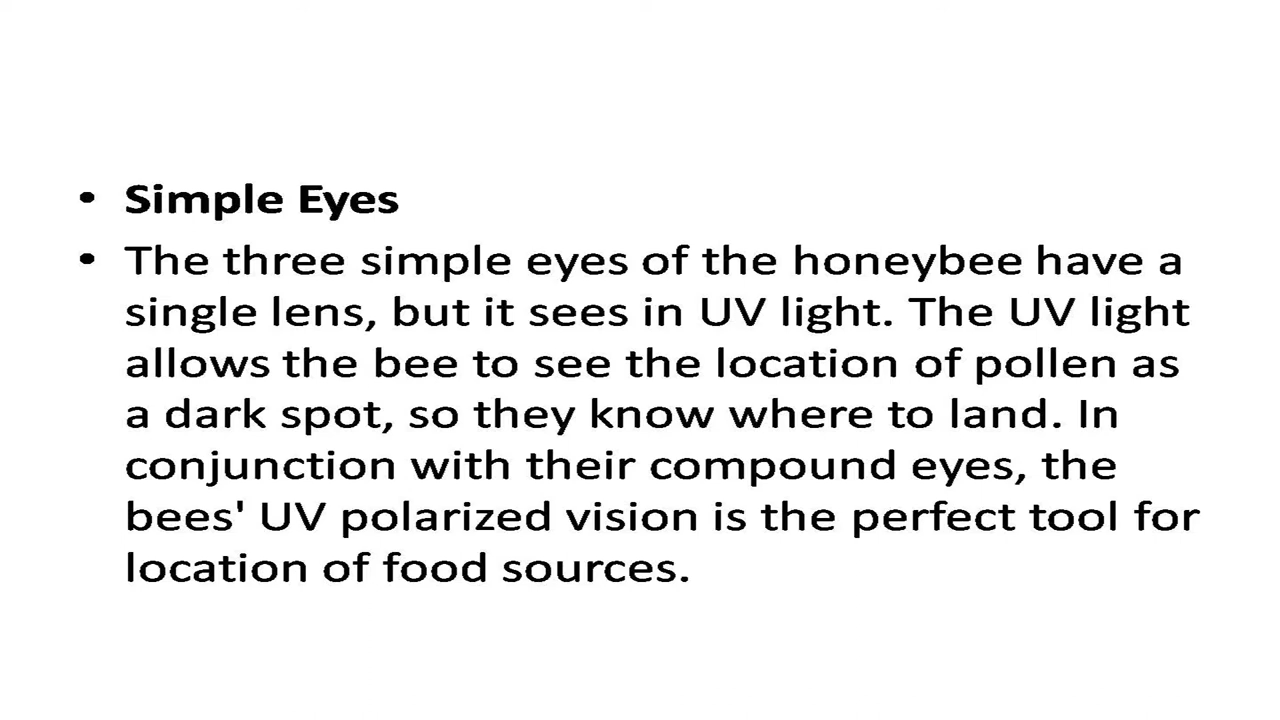 • Simple Eyes
• The three simple eyes of the honeybee have a
single lens, but it sees in UV light. The UV light
allows the bee to see the location of pollen as
a dark spot, so they know where to land. In
conjunction with their compound eyes, the
bees' UV polarized vision is the perfect tool for
location of food sources.